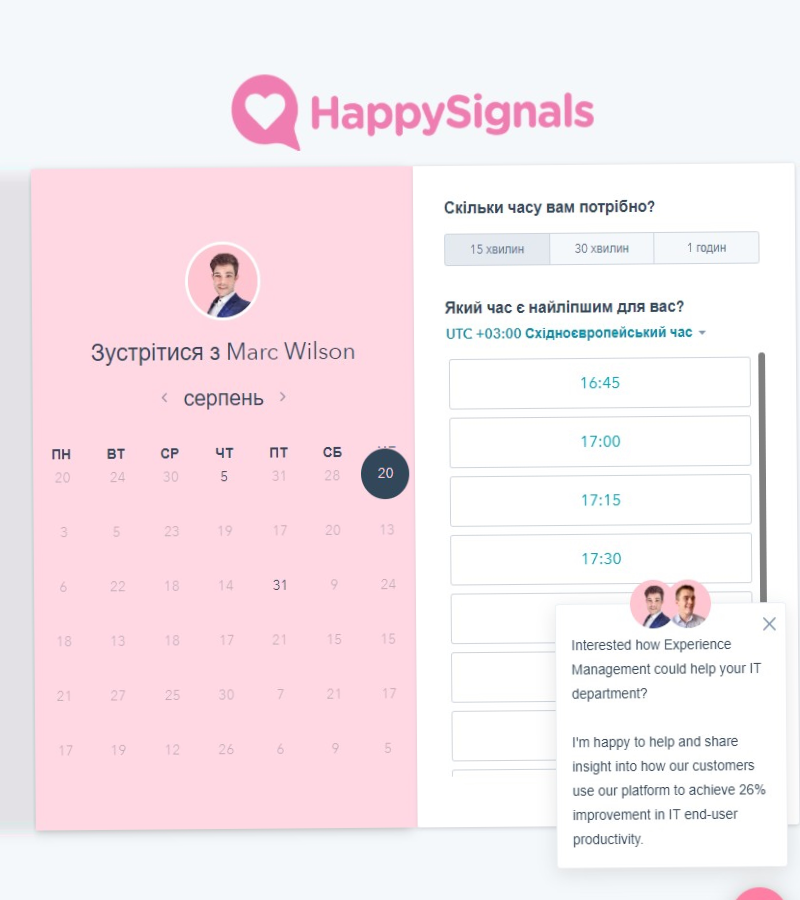 HappySignals
Зустрітися з Marc Wilson
серпень
ПН ВТ СР ЧТ ПТ СБ
20 24 30 5 31 28 20
3 5 23 19 17 20 13
6 22 18 14 31 9 24
18 13 18 17 21 15 15
21 27 25 30 7 21 17
17 19 12 26 6 9 5
Скільки часу вам потрібно?
15 хвилин 30 хвилин 1 годин
Який час є найліпшим для вас?
UTC +03:00 Східноєвропейський час
16:45
17:00
17:15
17:30
Interested how Experience
Management could help your IT
department?
I'm happy to help and share
insight into how our customers
use our platform to achieve 26%
improvement in IT end-user
productivity.